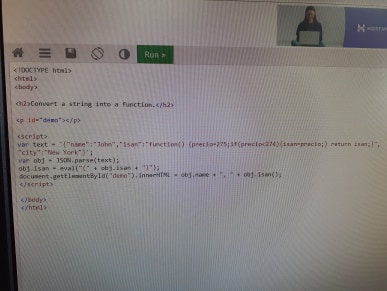 Run »
<!DOCTYPE html>
<html>
<body>
<h2>Convert a string into a function.</h2>
<p id="demo"></p>
<script>
var text = '{"name":"John","isan":"function() {precio=275;if(precio<274){isan=precio;} return isan;}",
"city":"New York"}';
var obj = JSON.parse(text);
obj.isan = eval("(" + obj.isan + ")");
document.getElementById("demo").innerHTML = obj.name + ", " + obj.isan();
</script>
</body>
</html>